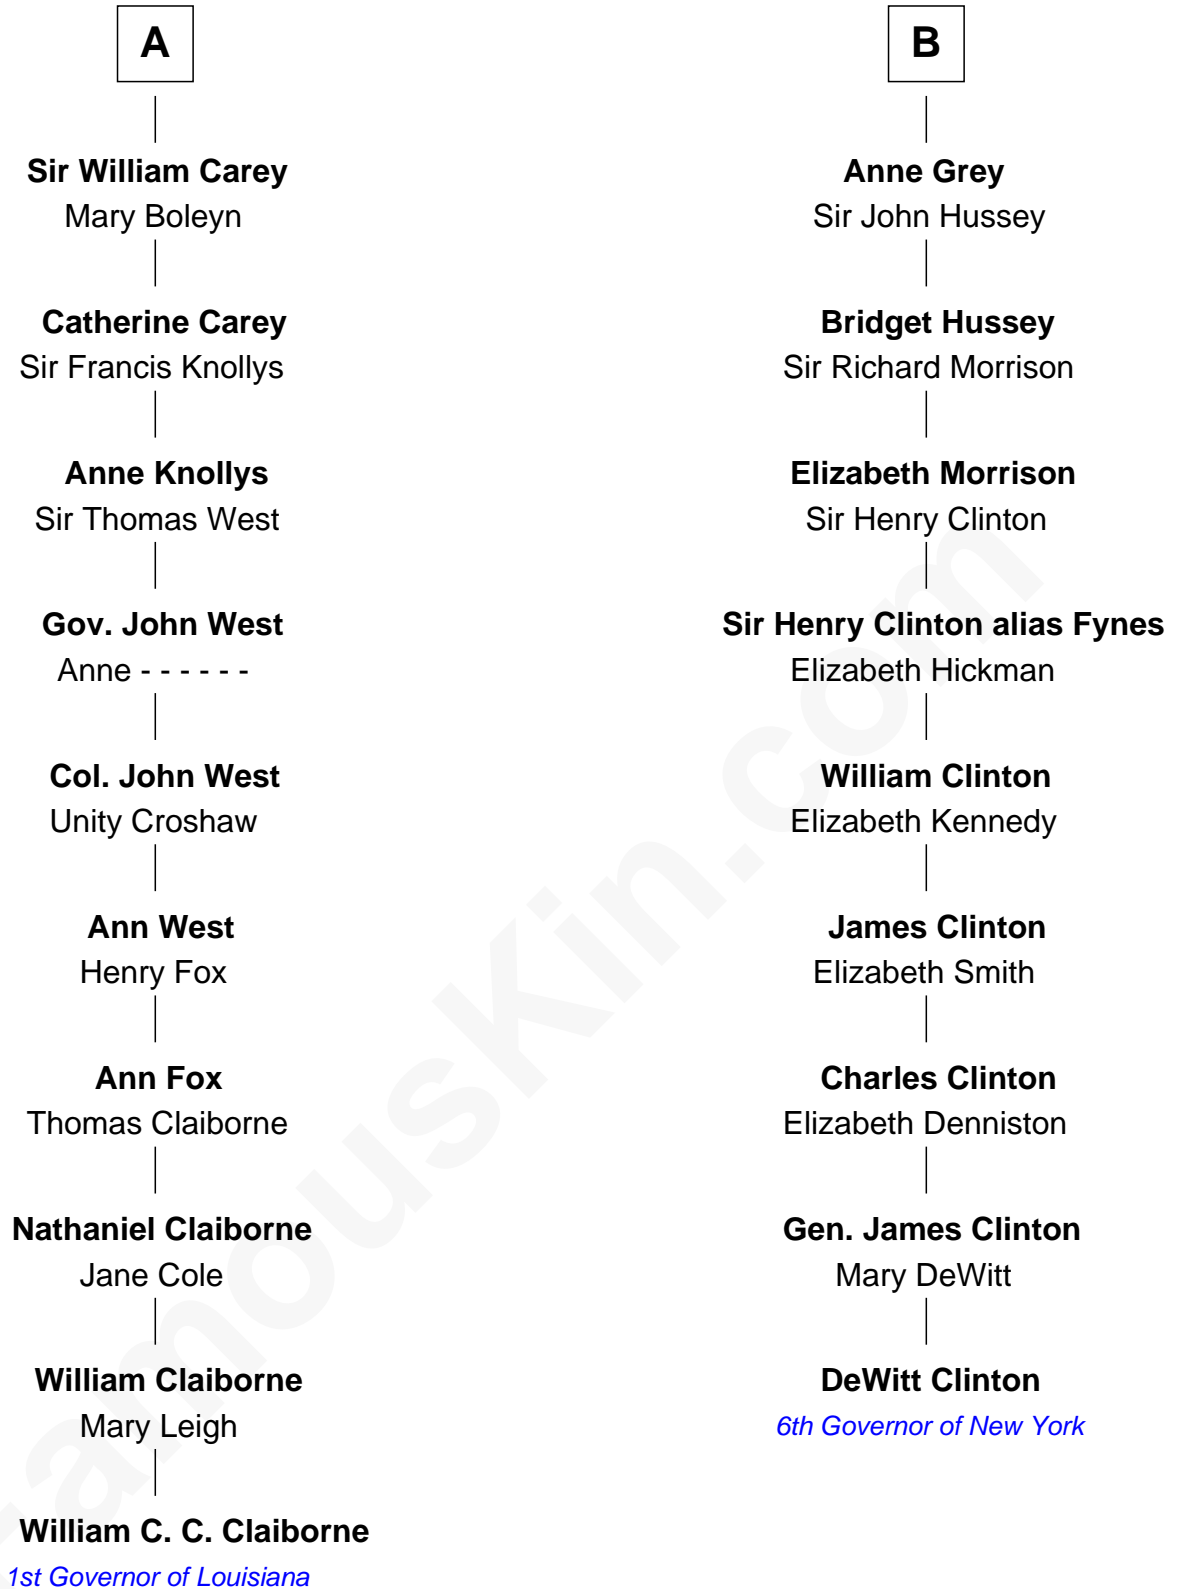 A
Sir William Carey
Mary Boleyn
Catherine Carey
Sir Francis Knollys
Anne Knollys
Sir Thomas West
Gov. John West
Anne - - - - - -
Col. John West
Unity Croshaw
Ann West
Henry Fox
Ann Fox
Thomas Claiborne
Nathaniel Claiborne
Jane Cole
William Claiborne
Mary Leigh
William C. C. Claiborne
1st Governor of Louisiana
B
Anne Grey
Sir John Hussey
Bridget Hussey
Sir Richard Morrison
Elizabeth Morrison
Sir Henry Clinton
Sir Henry Clinton alias Fynes
Elizabeth Hickman
William Clinton
Elizabeth Kennedy
James Clinton
Elizabeth Smith
Charles Clinton
Elizabeth Denniston
Gen. James Clinton
Mary DeWitt
DeWitt Clinton
6th Governor of New York
FamousKin.com